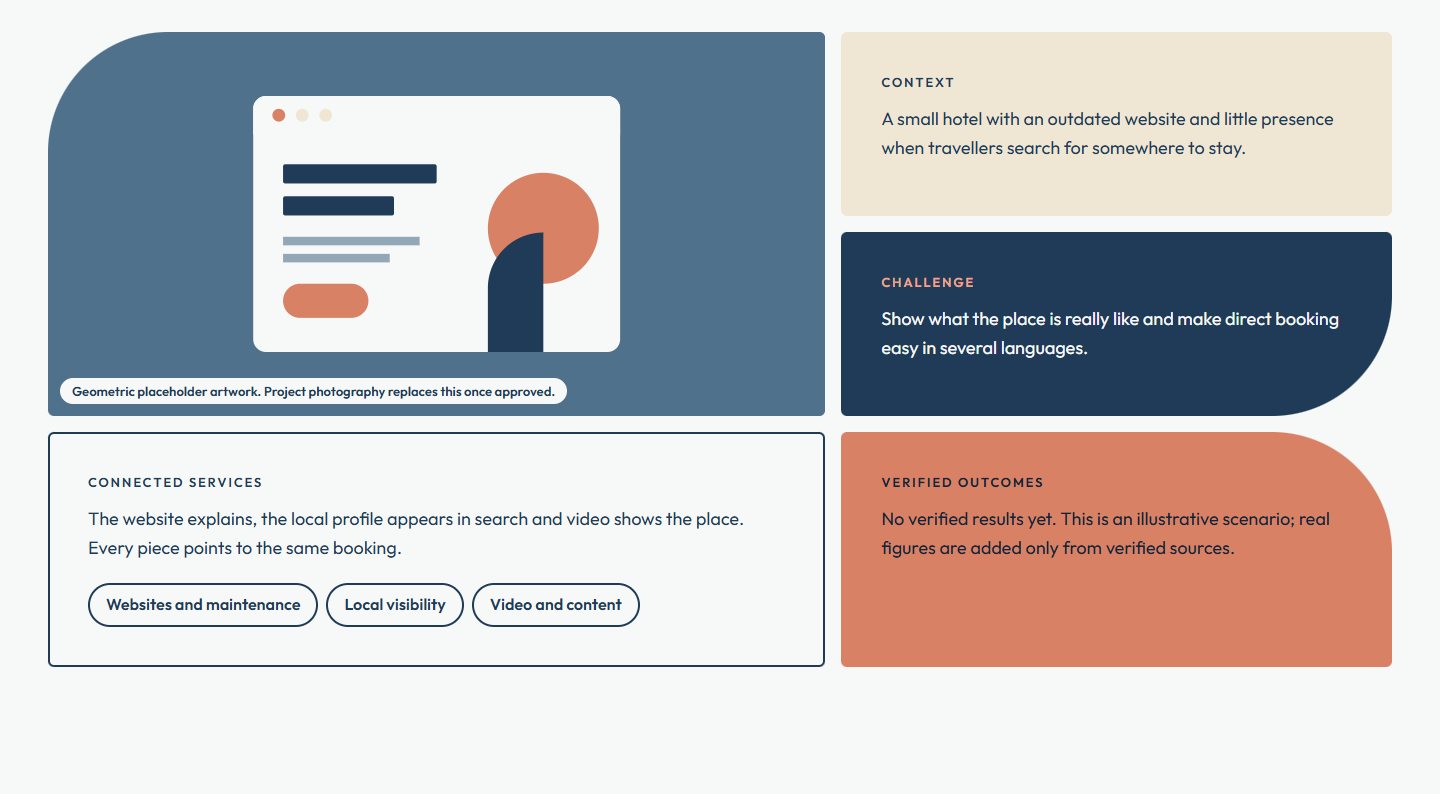 Geometric placeholder artwork. Project photography replaces this once approved.
CONTEXT
A small hotel with an outdated website and little presence
when travellers search for somewhere to stay.
CHALLENGE
Show what the place is really like and make direct booking
easy in several languages.
CONNECTED SERVICES
The website explains, the local profile appears in search and video shows the place.
Every piece points to the same booking.
Websites and maintenance
Local visibility
Video and content
VERIFIED OUTCOMES
No verified results yet. This is an illustrative scenario; real
figures are added only from verified sources.